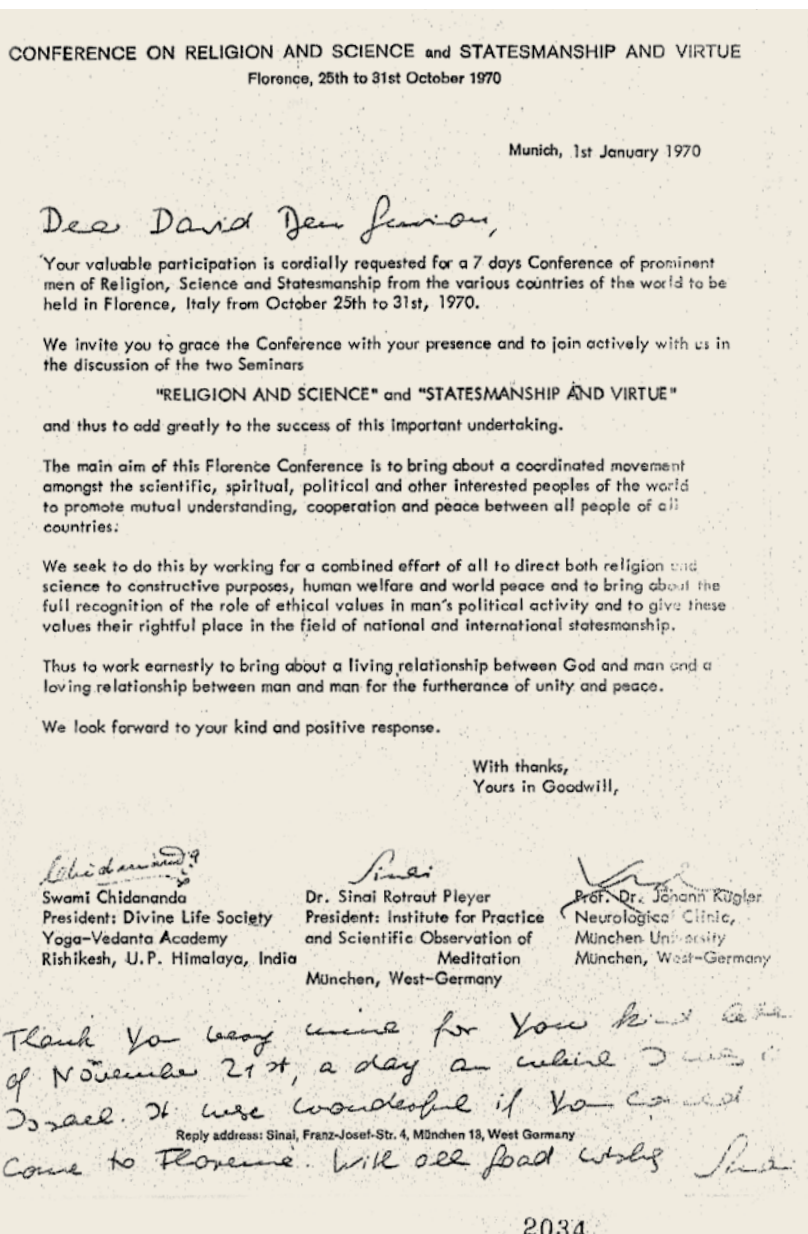 CONFERENCE ON RELIGION AND SCIENCE and STATESMANSHIP AND VIRTUE
Florence, 25th to 31st October 1970
Munich, 1st January 1970
Dear David Ben Gurion,
Your valuable participation is cordially requested for a 7 days Conference of prominent
men of Religion, Science and Statesmanship from the various countries of the world to be
held in Florence, Italy from October 25th to 31st, 1970.
We invite you to grace the Conference with your presence and to join actively with us in
the discussion of the two Seminars
"RELIGION AND SCIENCE" and "STATESMANSHIP AND VIRTUE"
and thus to add greatly to the success of this important undertaking.
The main aim of this Florence Conference is to bring about a coordinated movement
amongst the scientific, spiritual, political and other interested peoples of the world
to promote mutual understanding, cooperation and peace between all people of all
countries.
We seek to do this by working for a combined effort of all to direct both religion and
science to constructive purposes, human welfare and world peace and to bring about the
full recognition of the role of ethical values in man's political activity and to give these
values their rightful place in the field of national and international statesmanship.
Thus to work earnestly to bring about a living relationship between God and man and a
loving relationship between man and man for the furtherance of unity and peace.
We look forward to your kind and positive response.
With thanks,
Yours in Goodwill,
Chidananda Sinai
Swami Chidananda Dr. Sinai Rotraut Pleyer Prof. Dr. Johann Kugler
President: Divine Life Society President: Institute for Practice Neurological Clinic,
Yoga-Vedanta Academy and Scientific Observation of München University
Rishikesh, U.P. Himalaya, India Meditation München, West-Germany
München, West-Germany
Thank You very for Your kind
of November 21st, a day on I was in
Israel. It wonderful if You could
Reply address: Sinai, Franz-Josef-Str. 4, München 13, West Germany
Come to Florence. With all good Sinai
2034